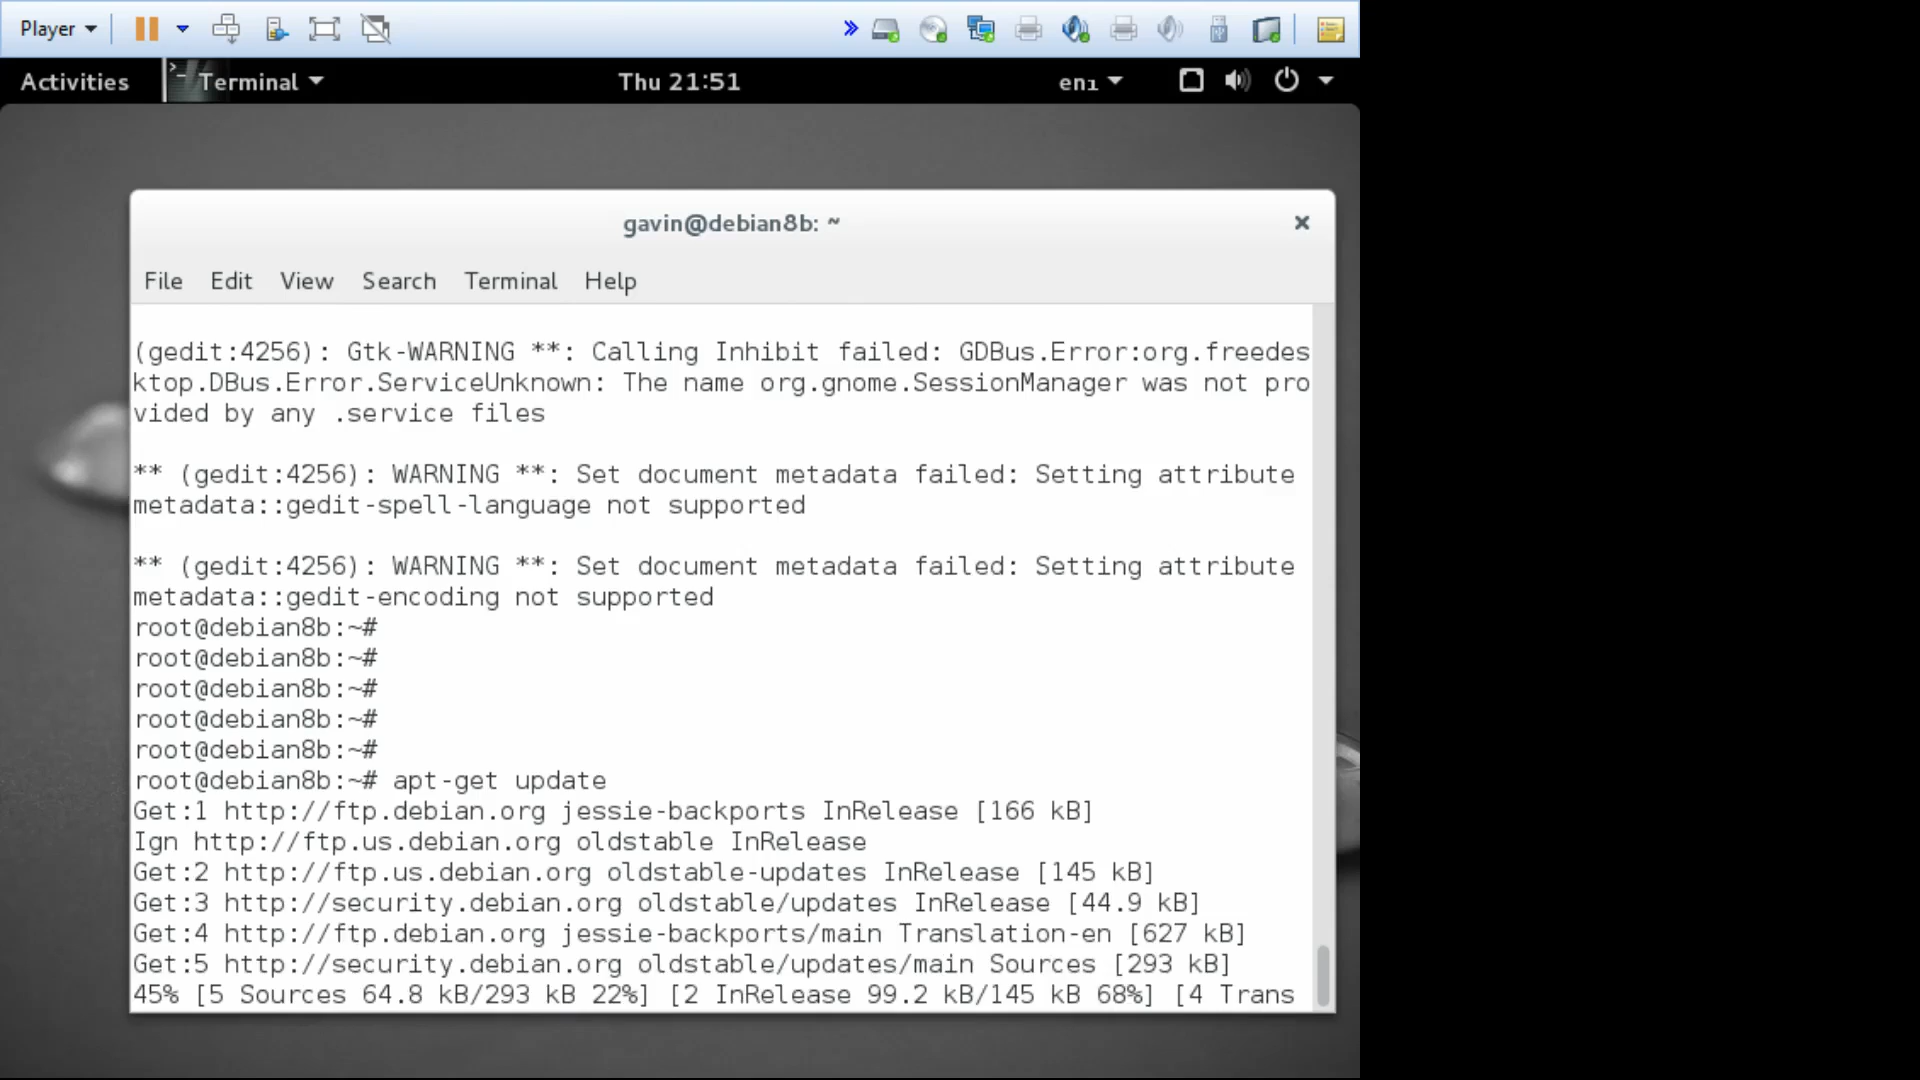 Player
Activities
Terminal
Thu 21:51
en1
gavin@debian8b: ~
File Edit View Search Terminal Help
(gedit:4256): Gtk-WARNING **: Calling Inhibit failed: GDBus.Error:org.freedes
ktop.DBus.Error.ServiceUnknown: The name org.gnome.SessionManager was not pro
vided by any .service files
** (gedit:4256): WARNING **: Set document metadata failed: Setting attribute
metadata::gedit-spell-language not supported
** (gedit:4256): WARNING **: Set document metadata failed: Setting attribute
metadata::gedit-encoding not supported
root@debian8b:~#
root@debian8b:~#
root@debian8b:~#
root@debian8b:~#
root@debian8b:~#
root@debian8b:~# apt-get update
Get:1 http://ftp.debian.org jessie-backports InRelease [166 kB]
Ign http://ftp.us.debian.org oldstable InRelease
Get:2 http://ftp.us.debian.org oldstable-updates InRelease [145 kB]
Get:3 http://security.debian.org oldstable/updates InRelease [44.9 kB]
Get:4 http://ftp.debian.org jessie-backports/main Translation-en [627 kB]
Get:5 http://security.debian.org oldstable/updates/main Sources [293 kB]
45% [5 Sources 64.8 kB/293 kB 22%] [2 InRelease 99.2 kB/145 kB 68%] [4 Trans